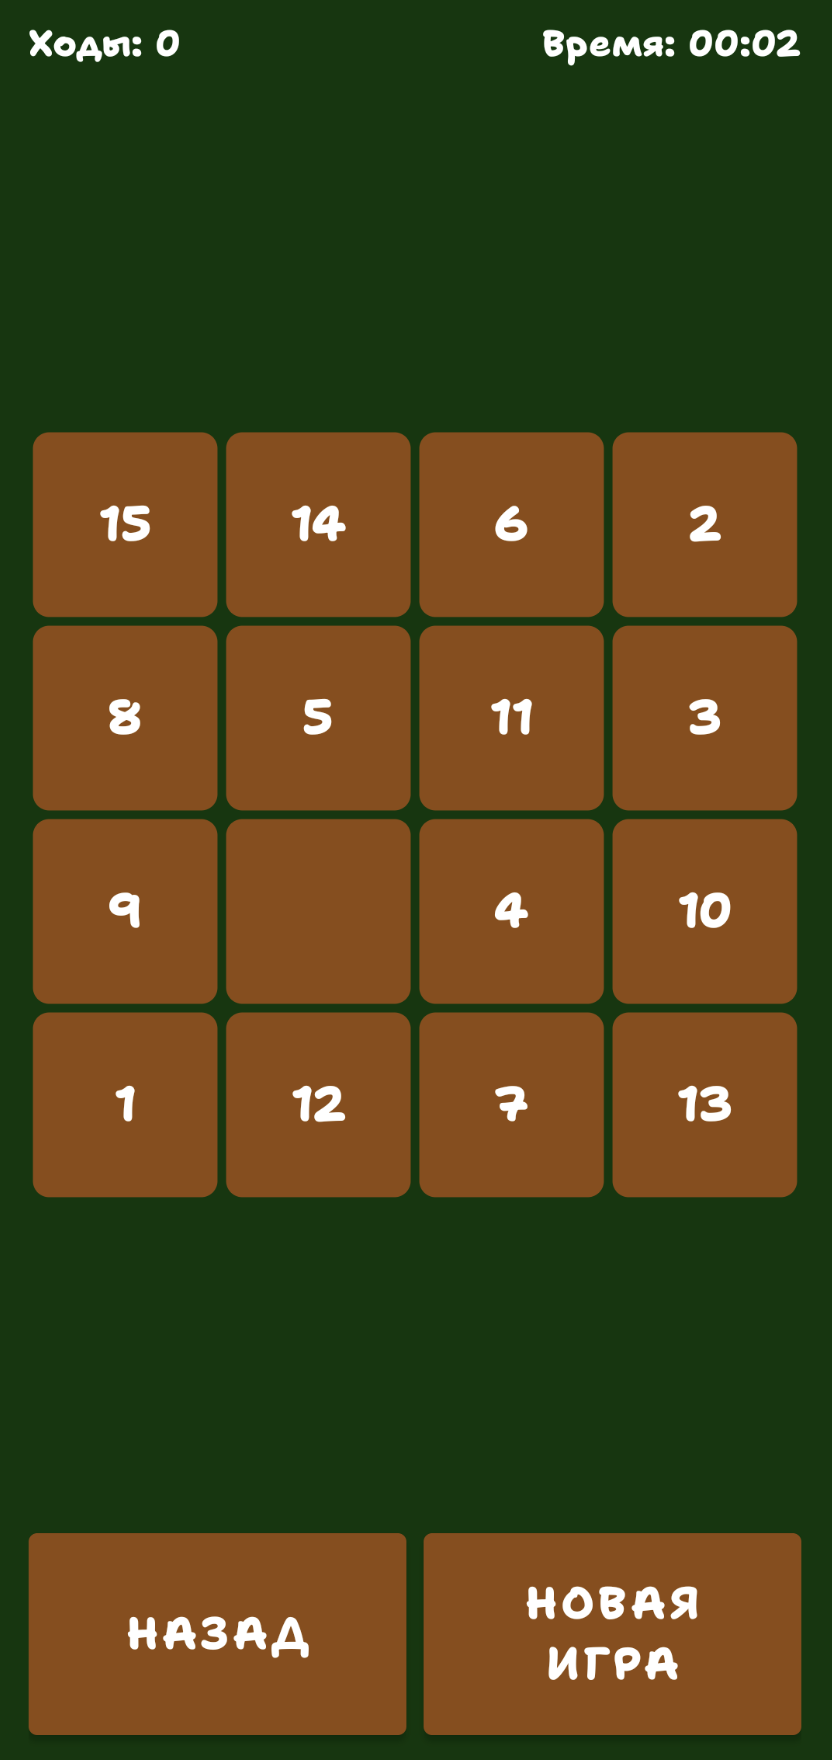 Ходы: 0
Время: 00:02
15 14 6 2
8 5 11 3
9 4 10
1 12 7 13
НАЗАД
НОВАЯ
ИГРА